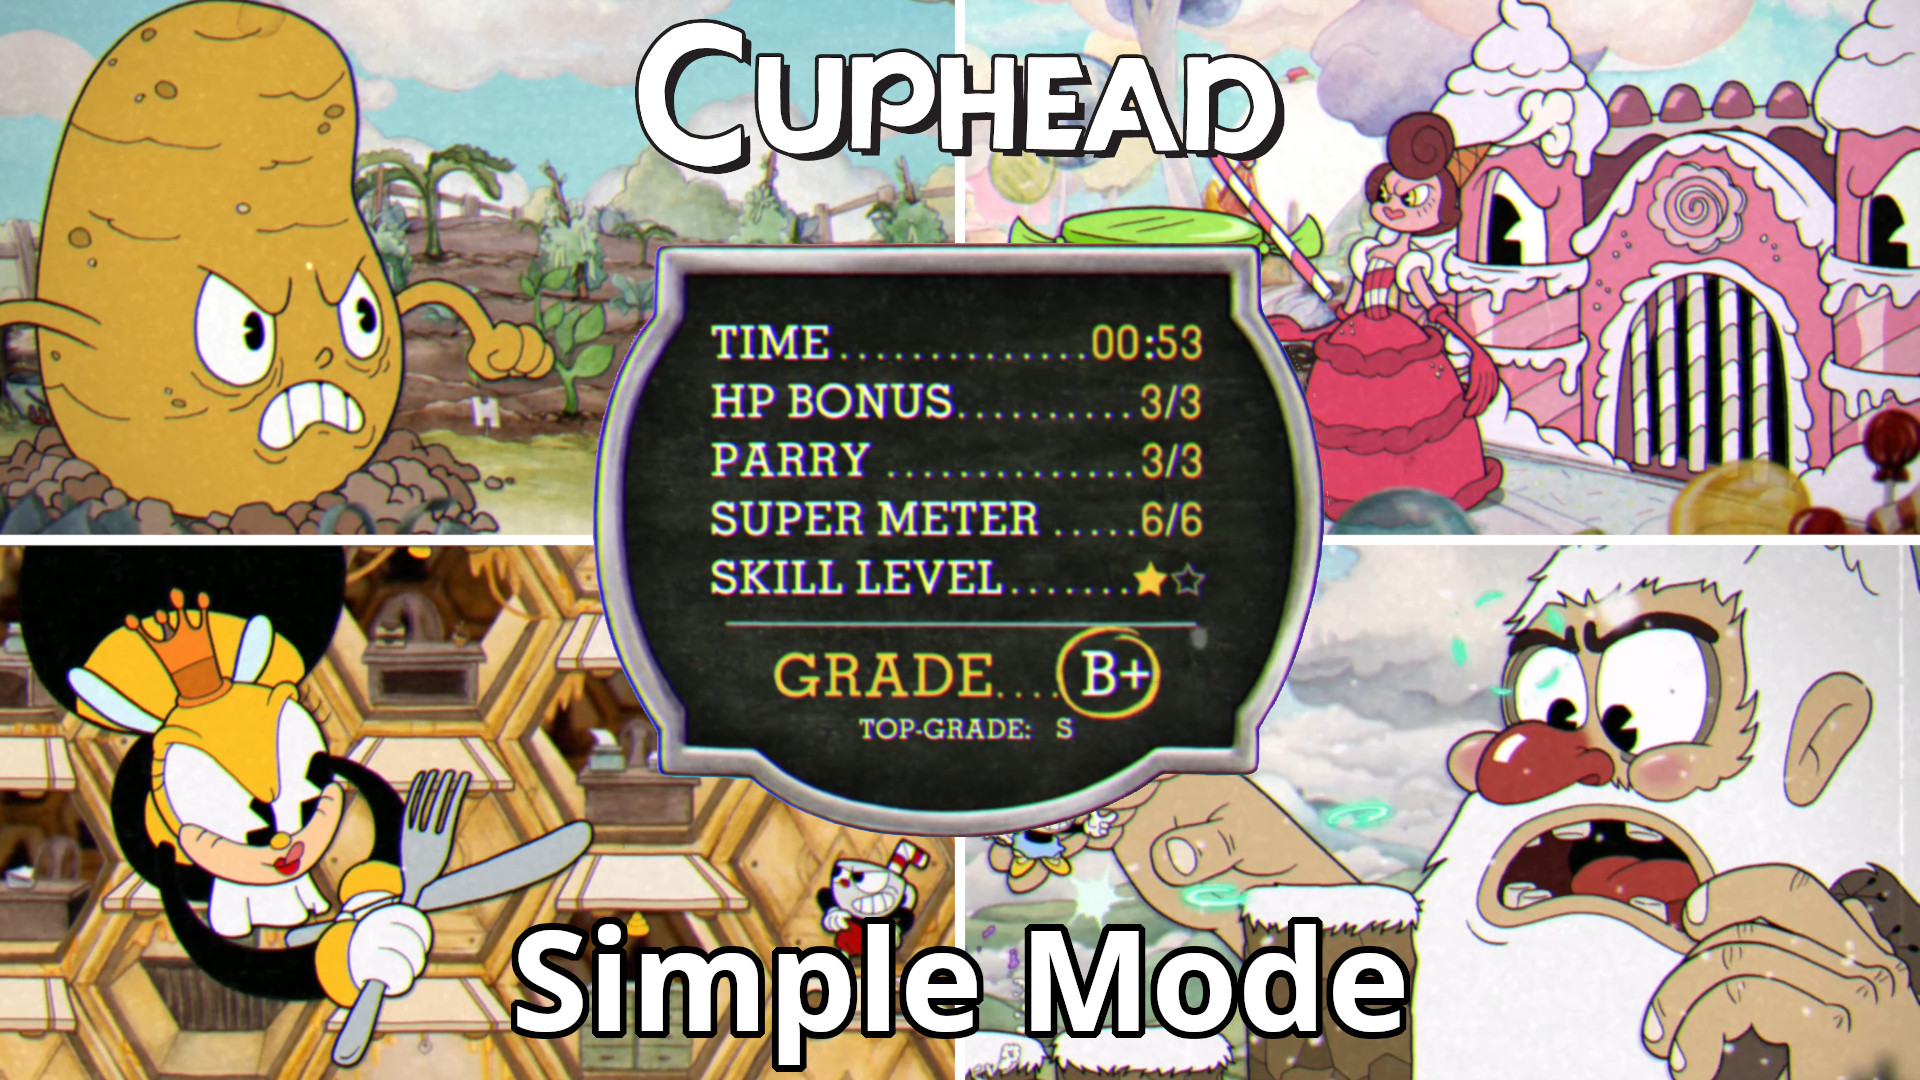 CUPHEAD
TIME..............00:53
HP BONUS..........3/3
PARRY ..............3/3
SUPER METER .....6/6
SKILL LEVEL.......★☆
GRADE....B+
TOP-GRADE: S
Simple Mode